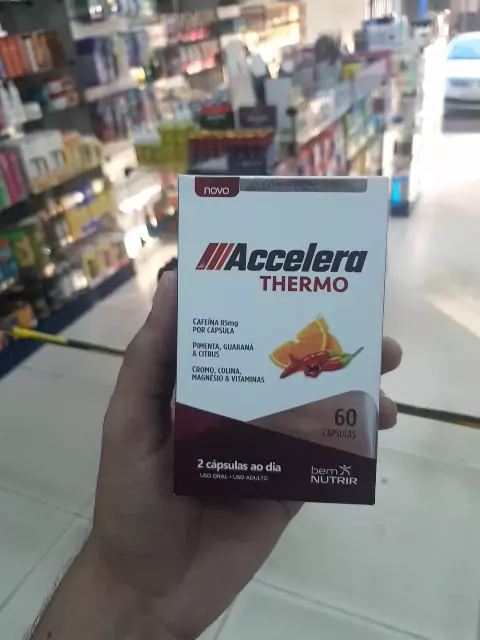 novo
Accelera
THERMO
CAFEÍNA 85mg
POR CÁPSULA
PIMENTA, GUARANÁ
& CITRUS
CROMO, COLINA,
MAGNÉSIO & VITAMINAS
60
CÁPSULAS
2 cápsulas ao dia
USO ORAL • USO ADULTO
bem
NUTRIR